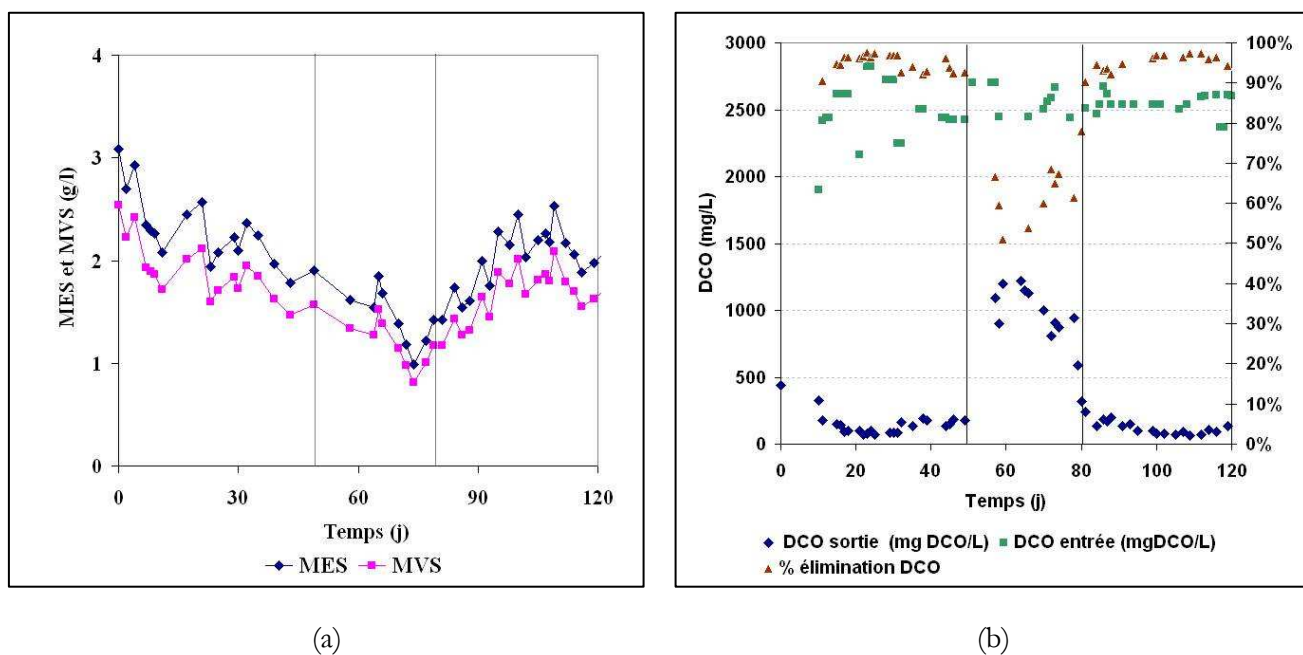 4
3
2
1
0
MES et MVS (g/l)
0 30 60 90 120
Temps (j)
MES MVS
(a)
3000
2500
2000
1500
1000
500
0
DCO (mg/L)
100%
90%
80%
70%
60%
50%
40%
30%
20%
10%
0%
0 20 40 60 80 100 120
Temps (j)
DCO sortie (mg DCO/L) DCO entrée (mgDCO/L)
% élimination DCO
(b)